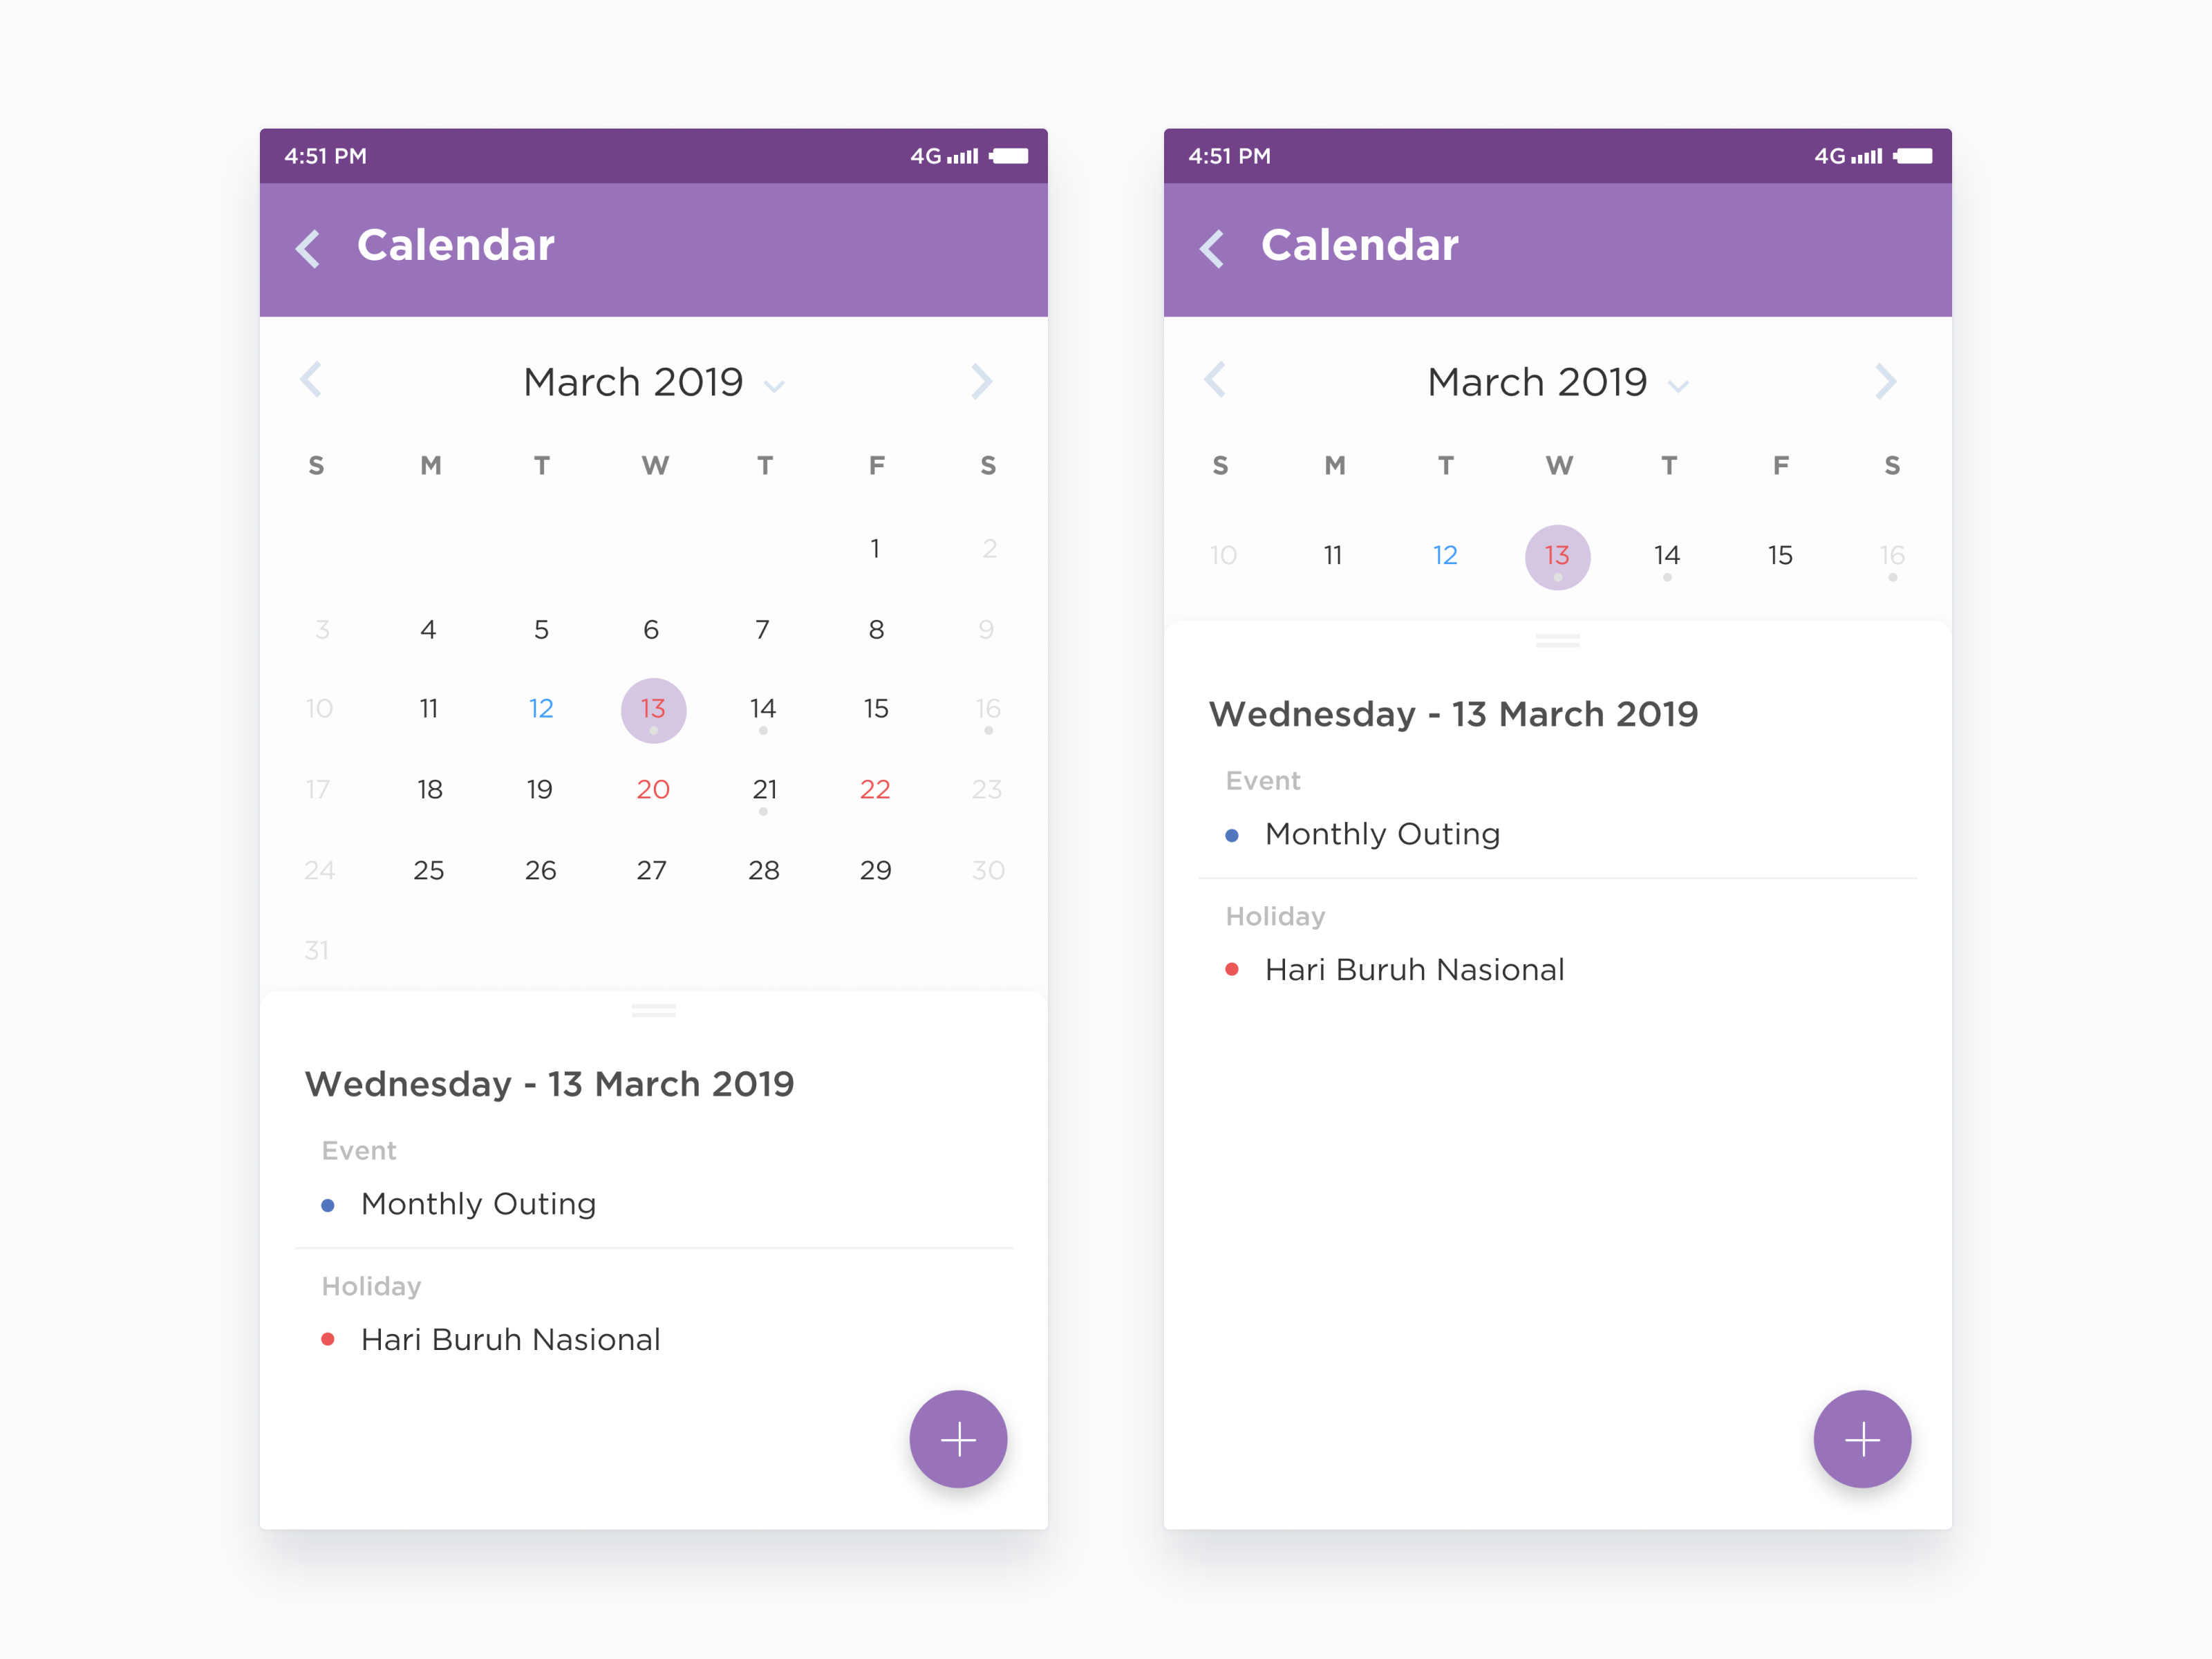 4:51 PM 4G
Calendar
March 2019
S M T W T F S
1 2
3 4 5 6 7 8 9
10 11 12 13 14 15 16
17 18 19 20 21 22 23
24 25 26 27 28 29 30
31
Wednesday - 13 March 2019
Event
Monthly Outing
Holiday
Hari Buruh Nasional
4:51 PM 4G
Calendar
March 2019
S M T W T F S
10 11 12 13 14 15 16
Wednesday - 13 March 2019
Event
Monthly Outing
Holiday
Hari Buruh Nasional